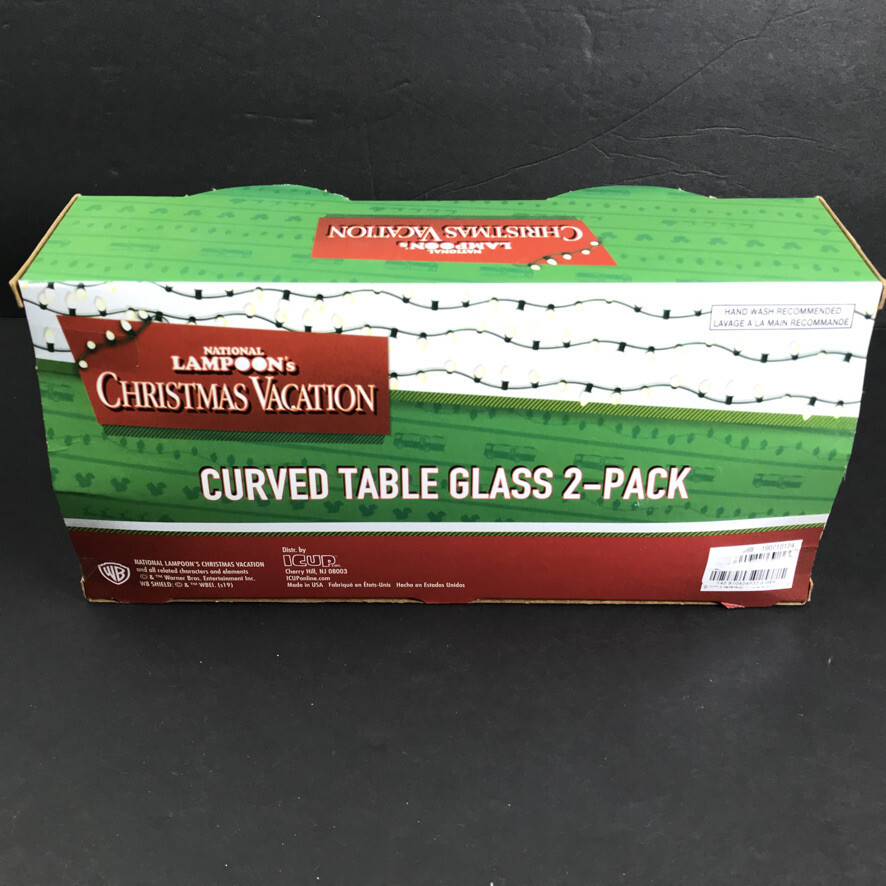 NATIONAL
LAMPOON'S
CHRISTMAS VACATION
HAND WASH RECOMMENDED
LAVAGE A LA MAIN RECOMMANDÉ
NATIONAL
LAMPOON's
CHRISTMAS VACATION
CURVED TABLE GLASS 2-PACK
WB
NATIONAL LAMPOON'S CHRISTMAS VACATION
and all related characters and elements
© & ™ Warner Bros. Entertainment Inc.
WB SHIELD: © & ™ WBEI. (s19)
Distr. by
ICUP
Cherry Hill, NJ 08003
ICUPonline.com
Made in USA Fabriqué en États-Unis Hecho en Estados Unidos